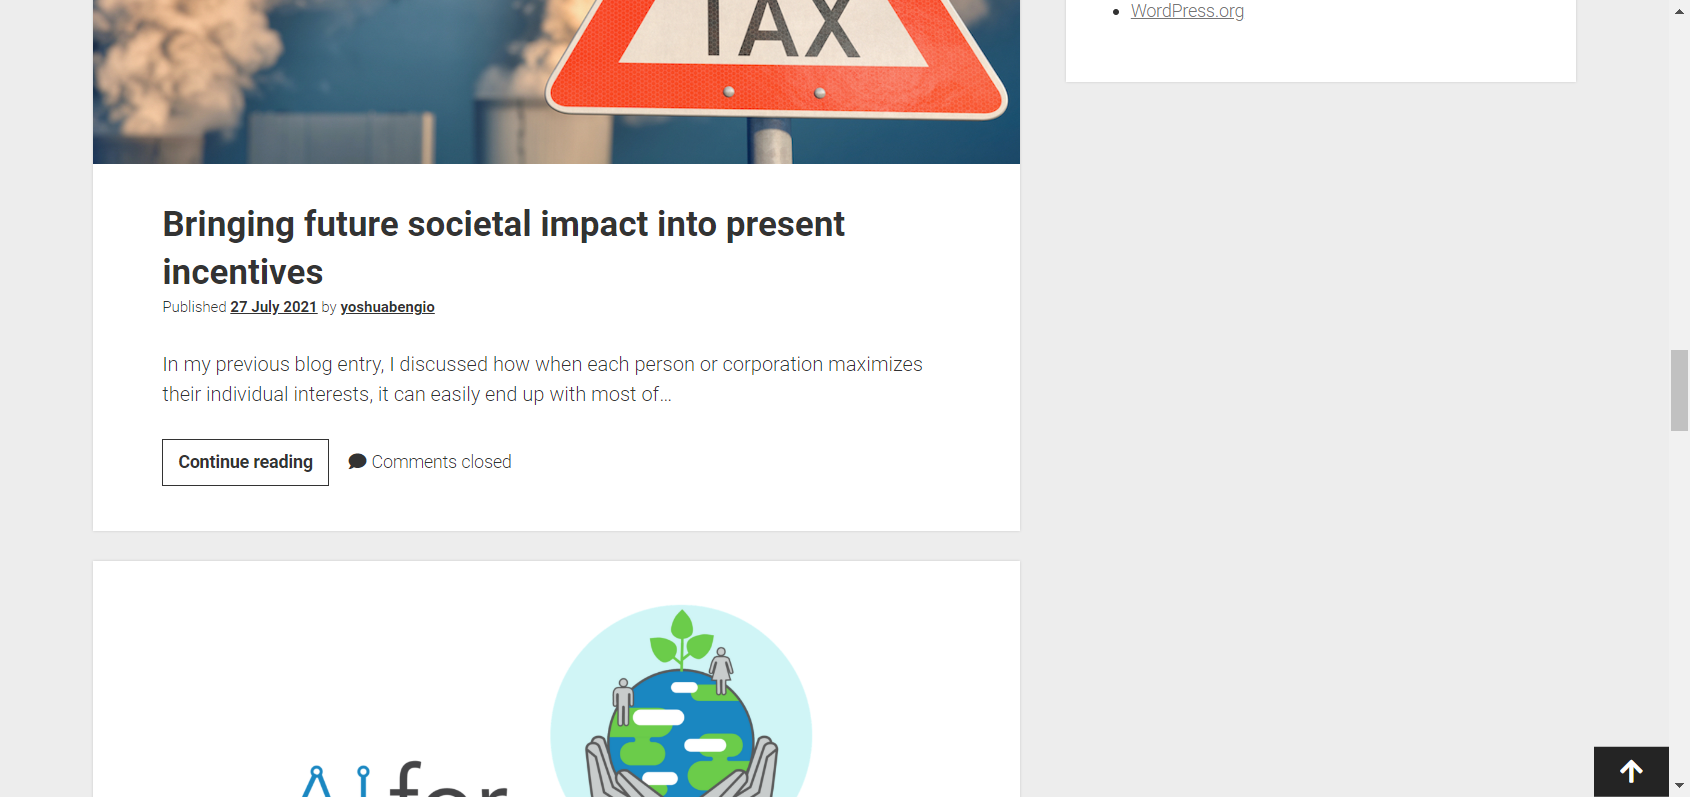 TAX
WordPress.org
Bringing future societal impact into present
incentives
Published 27 July 2021 by yoshuabengio
In my previous blog entry, I discussed how when each person or corporation maximizes
their individual interests, it can easily end up with most of...
Continue reading
Comments closed
AI for